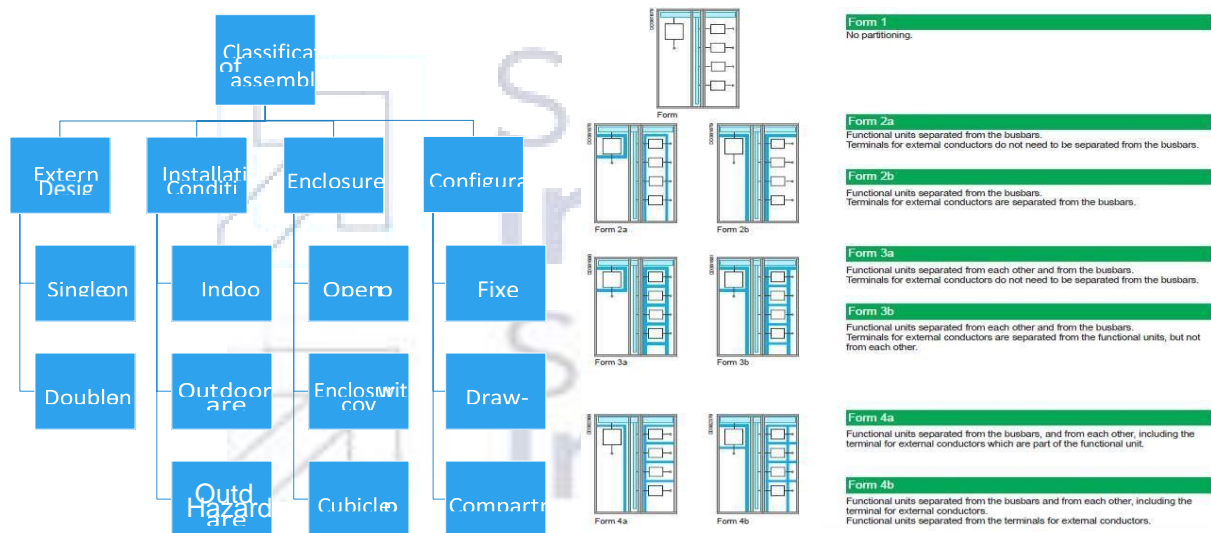 Classificat
of
assembl
Extern
Desig
Installati
Conditi
Enclosure
Configura
Indoo
Fixe
Outdoor
are
Enclosur
cov
Draw-
Outd
Hazard
are
Compartr
Form
Form 2a
Form 2b
Form 3a
Form 3b
Form 4a
Form 4b
Form 1
No partitioning.
Form 2a
Functional units separated from the busbars.
Terminals for external conductors do not need to be separated from the busbars.
Form 2b
Functional units separated from the busbars.
Terminals for external conductors are separated from the busbars.
Form 3a
Functional units separated from each other and from the busbars.
Terminals for external conductors do not need to be separated from the busbars.
Form 3b
Functional units separated from each other and from the busbars.
Terminals for external conductors are separated from the functional units, but not
from each other.
Form 4a
Functional units separated from the busbars, and from each other, including the
terminal for external conductors which are part of the functional unit.
Form 4b
Functional units separated from the busbars and from each other, including the
terminal for external conductors.
Functional units separated from the terminals for external conductors.